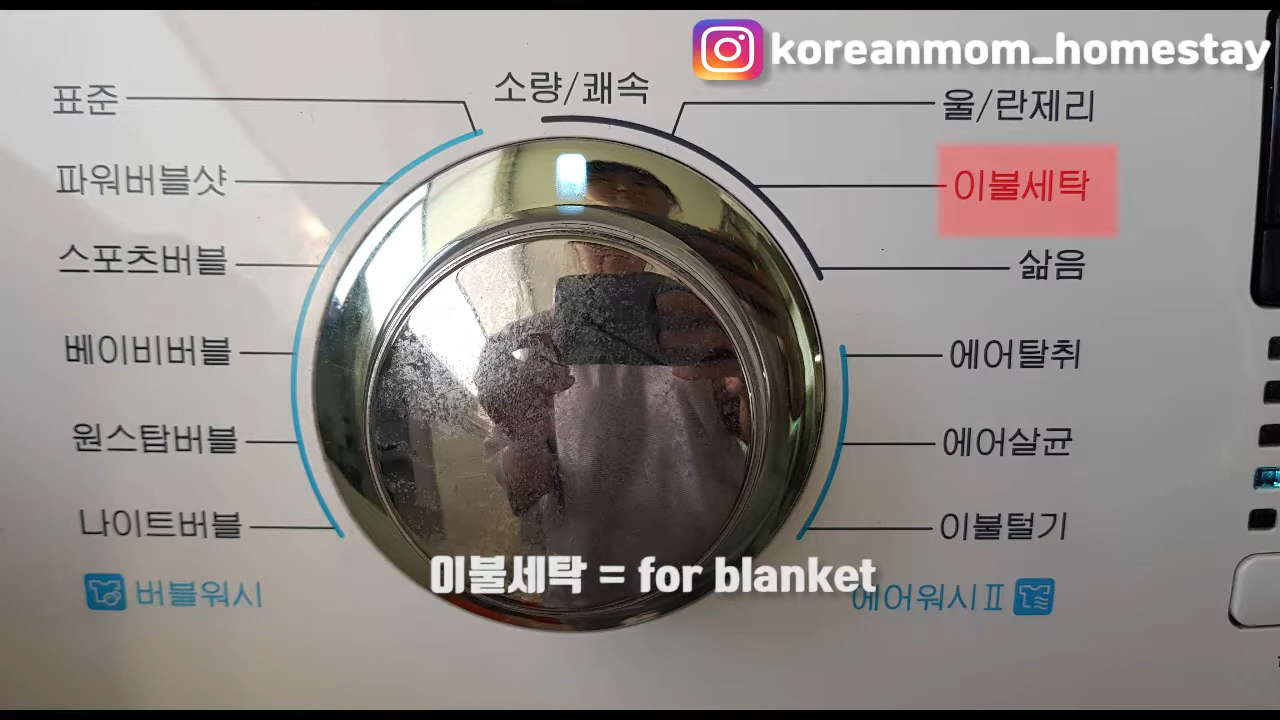 koreanmom_homestay
소량/쾌속
표준
울/란제리
파워버블샷
이불세탁
스포츠버블
삶음
베이비버블
에어탈취
원스탑버블
에어살균
나이트버블
이불털기
이불세탁 = for blanket
버블워시
에어워시Ⅱ